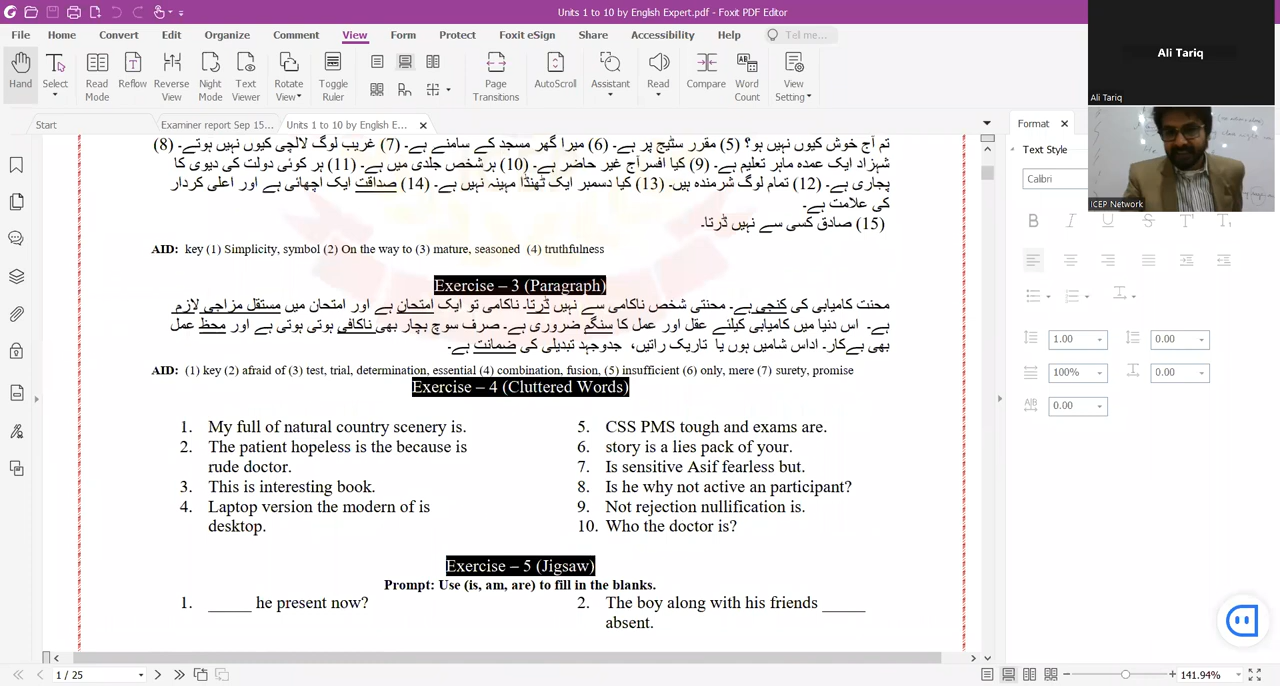 Units 1 to 10 by English Expert.pdf - Foxit PDF Editor
File Home Convert Edit Organize Comment View Form Protect Foxit eSign Share Accessibility Help Tell me...
Hand Select Read Mode Reflow Reverse View Night Mode Text Viewer Rotate View Toggle Ruler Page Transitions AutoScroll Assistant Read Compare Word Count View Setting
Ali Tariq
Ali Tariq
ICEP Network
Start Examiner report Sep 15... Units 1 to 10 by English E...
Format
Text Style
Calibri
B I U S T T
1.00 0.00
100% 0.00
0.00
تم آج خوش کیوں نہیں ہو؟ (5) مقرر سٹیج پر ہے۔ (6) میرا گھر مسجد کے سامنے ہے۔ (7) غریب لوگ لالچی کیوں نہیں ہوتے۔ (8)
شہزاد ایک عمدہ ماہر تعلیم ہے۔ (9) کیا افسرآج غیر حاضر ہے۔ (10) ہرشخص جلدی میں ہے۔ (11) ہر کوئی دولت کی دیوی کا
پجاری ہے۔ (12) تمام لوگ شرمندہ ہیں۔ (13) کیا دسمبر ایک ٹھنڈا مہینہ نہیں ہے۔ (14) صداقت ایک اچھائی ہے اور اعلی کردار
کی علامت ہے۔
(15) صادق کسی سے نہیں ڈرتا۔
AID: key (1) Simplicity, symbol (2) On the way to (3) mature, seasoned (4) truthfulness
Exercise – 3 (Paragraph)
محنت کامیابی کی کنجی ہے۔ محنتی شخص ناکامی سے نہیں ڈرتا۔ ناکامی تو ایک امتحان ہے اور امتحان میں مستقل مزاجی لازم
ہے۔ اس دنیا میں کامیابی کیلئے عقل اور عمل کا سنگم ضروری ہے۔ صرف سوچ بچار بھی ناکافی ہوتی ہوتی ہے اور محظ عمل
بھی بےکار۔ اداس شامیں ہوں یا تاریک راتیں، جدوجہد تبدیلی کی ضمانت ہے۔
AID: (1) key (2) afraid of (3) test, trial, determination, essential (4) combination, fusion, (5) insufficient (6) only, mere (7) surety, promise
Exercise – 4 (Cluttered Words)
1. My full of natural country scenery is.
2. The patient hopeless is the because is
rude doctor.
3. This is interesting book.
4. Laptop version the modern of is
desktop.
5. CSS PMS tough and exams are.
6. story is a lies pack of your.
7. Is sensitive Asif fearless but.
8. Is he why not active an participant?
9. Not rejection nullification is.
10. Who the doctor is?
Exercise – 5 (Jigsaw)
Prompt: Use (is, am, are) to fill in the blanks.
1. _____ he present now?
2. The boy along with his friends _____
absent.
1 / 25
141.94%